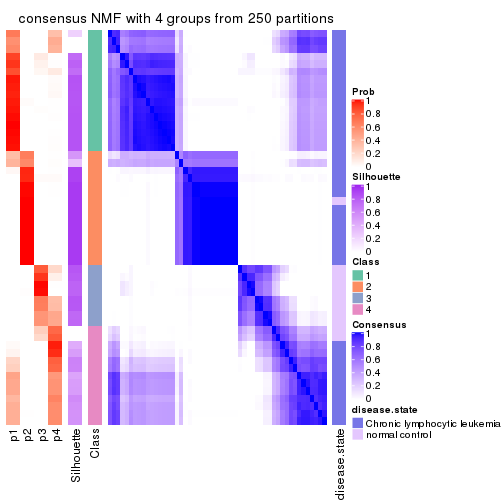 consensus NMF with 4 groups from 250 partitions
Prob
1
0.8
0.6
0.4
0.2
0
Silhouette
1
0.8
0.6
0.4
0.2
0
Class
1
2
3
4
Consensus
1
0.8
0.6
0.4
0.2
0
disease.state
Chronic lymphocytic leukemia
normal control
p1
p2
p3
p4
Silhouette
Class
disease.state